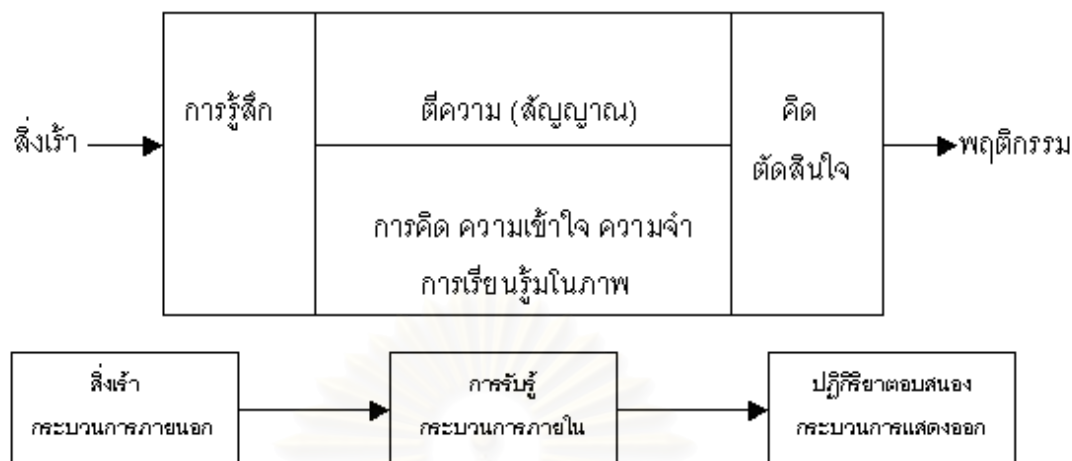 สิ่งเร้า
การรู้สึก
ตีความ (สัญญาณ)
การคิด ความเข้าใจ ความจำ
การเรียนรู้มโนภาพ
คิด
ตัดสินใจ
พฤติกรรม
สิ่งเร้า
กระบวนการภายนอก
การรับรู้
กระบวนการภายใน
ปฏิกิริยาตอบสนอง
กระบวนการแสดงออก